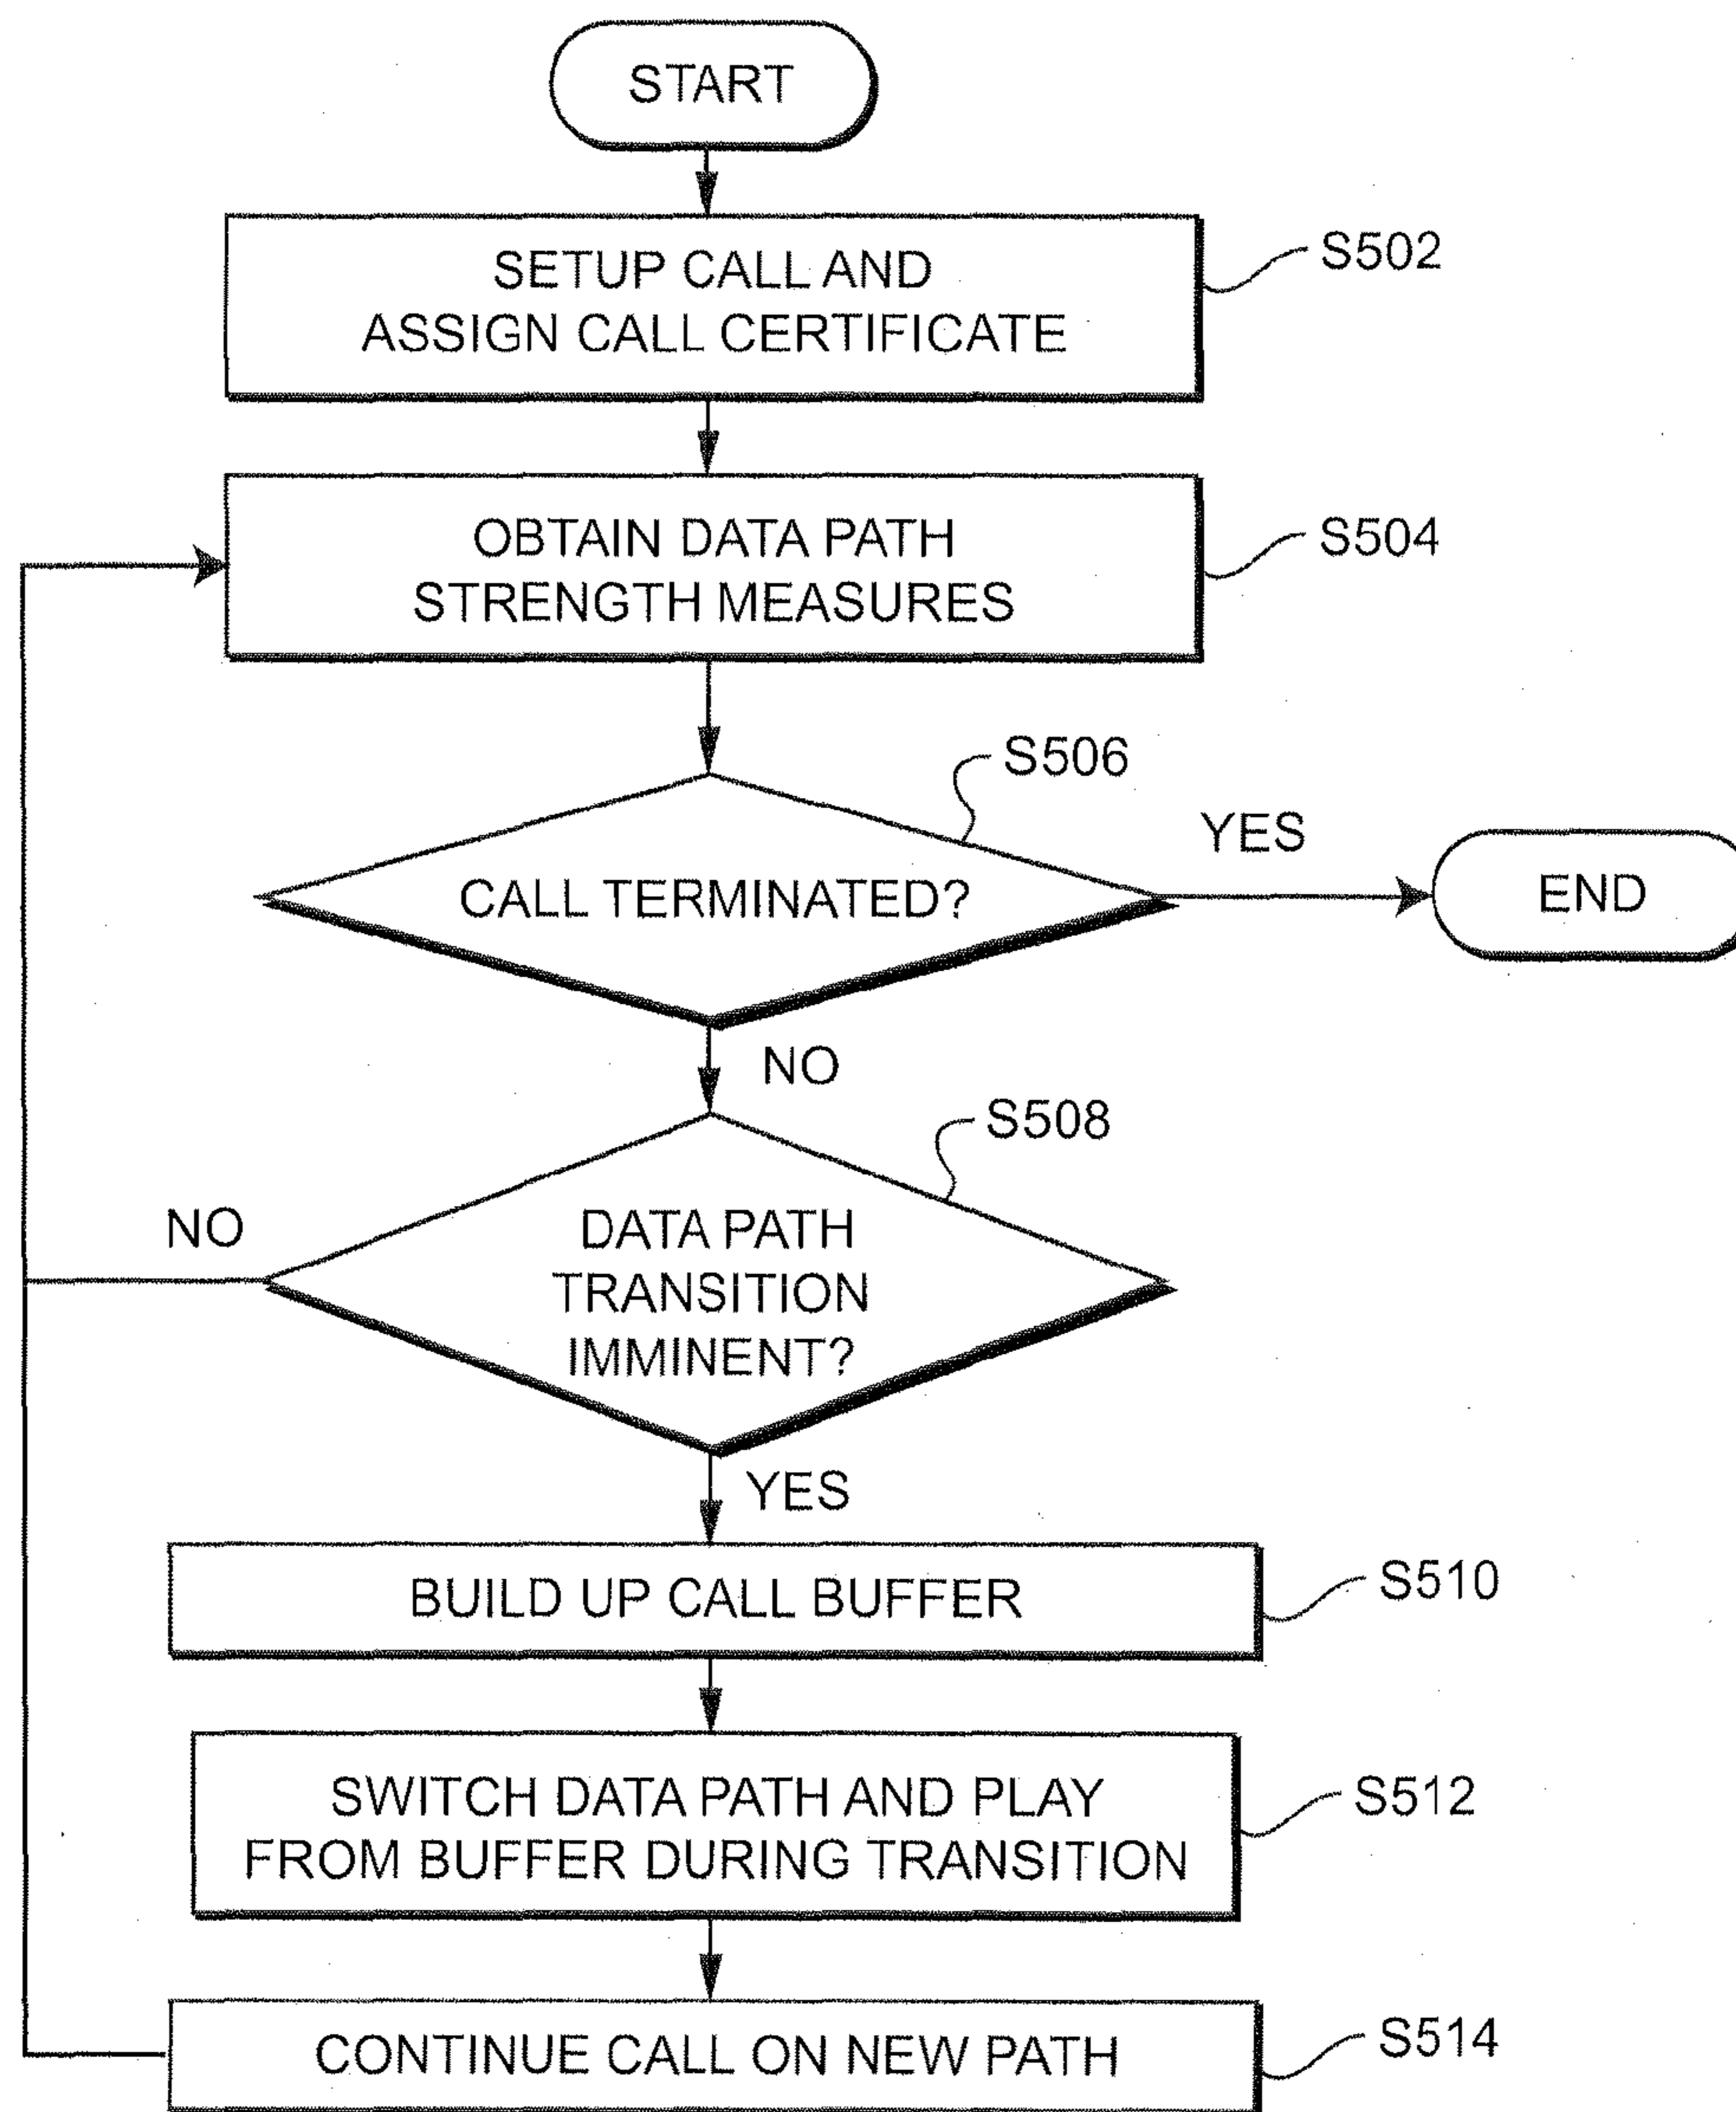 START
SETUP CALL AND
ASSIGN CALL CERTIFICATE
S502
OBTAIN DATA PATH
STRENGTH MEASURES
S504
S506
CALL TERMINATED?
YES
END
NO
S508
DATA PATH
TRANSITION
IMMINENT?
NO
YES
BUILD UP CALL BUFFER
S510
SWITCH DATA PATH AND PLAY
FROM BUFFER DURING TRANSITION
S512
CONTINUE CALL ON NEW PATH
S514